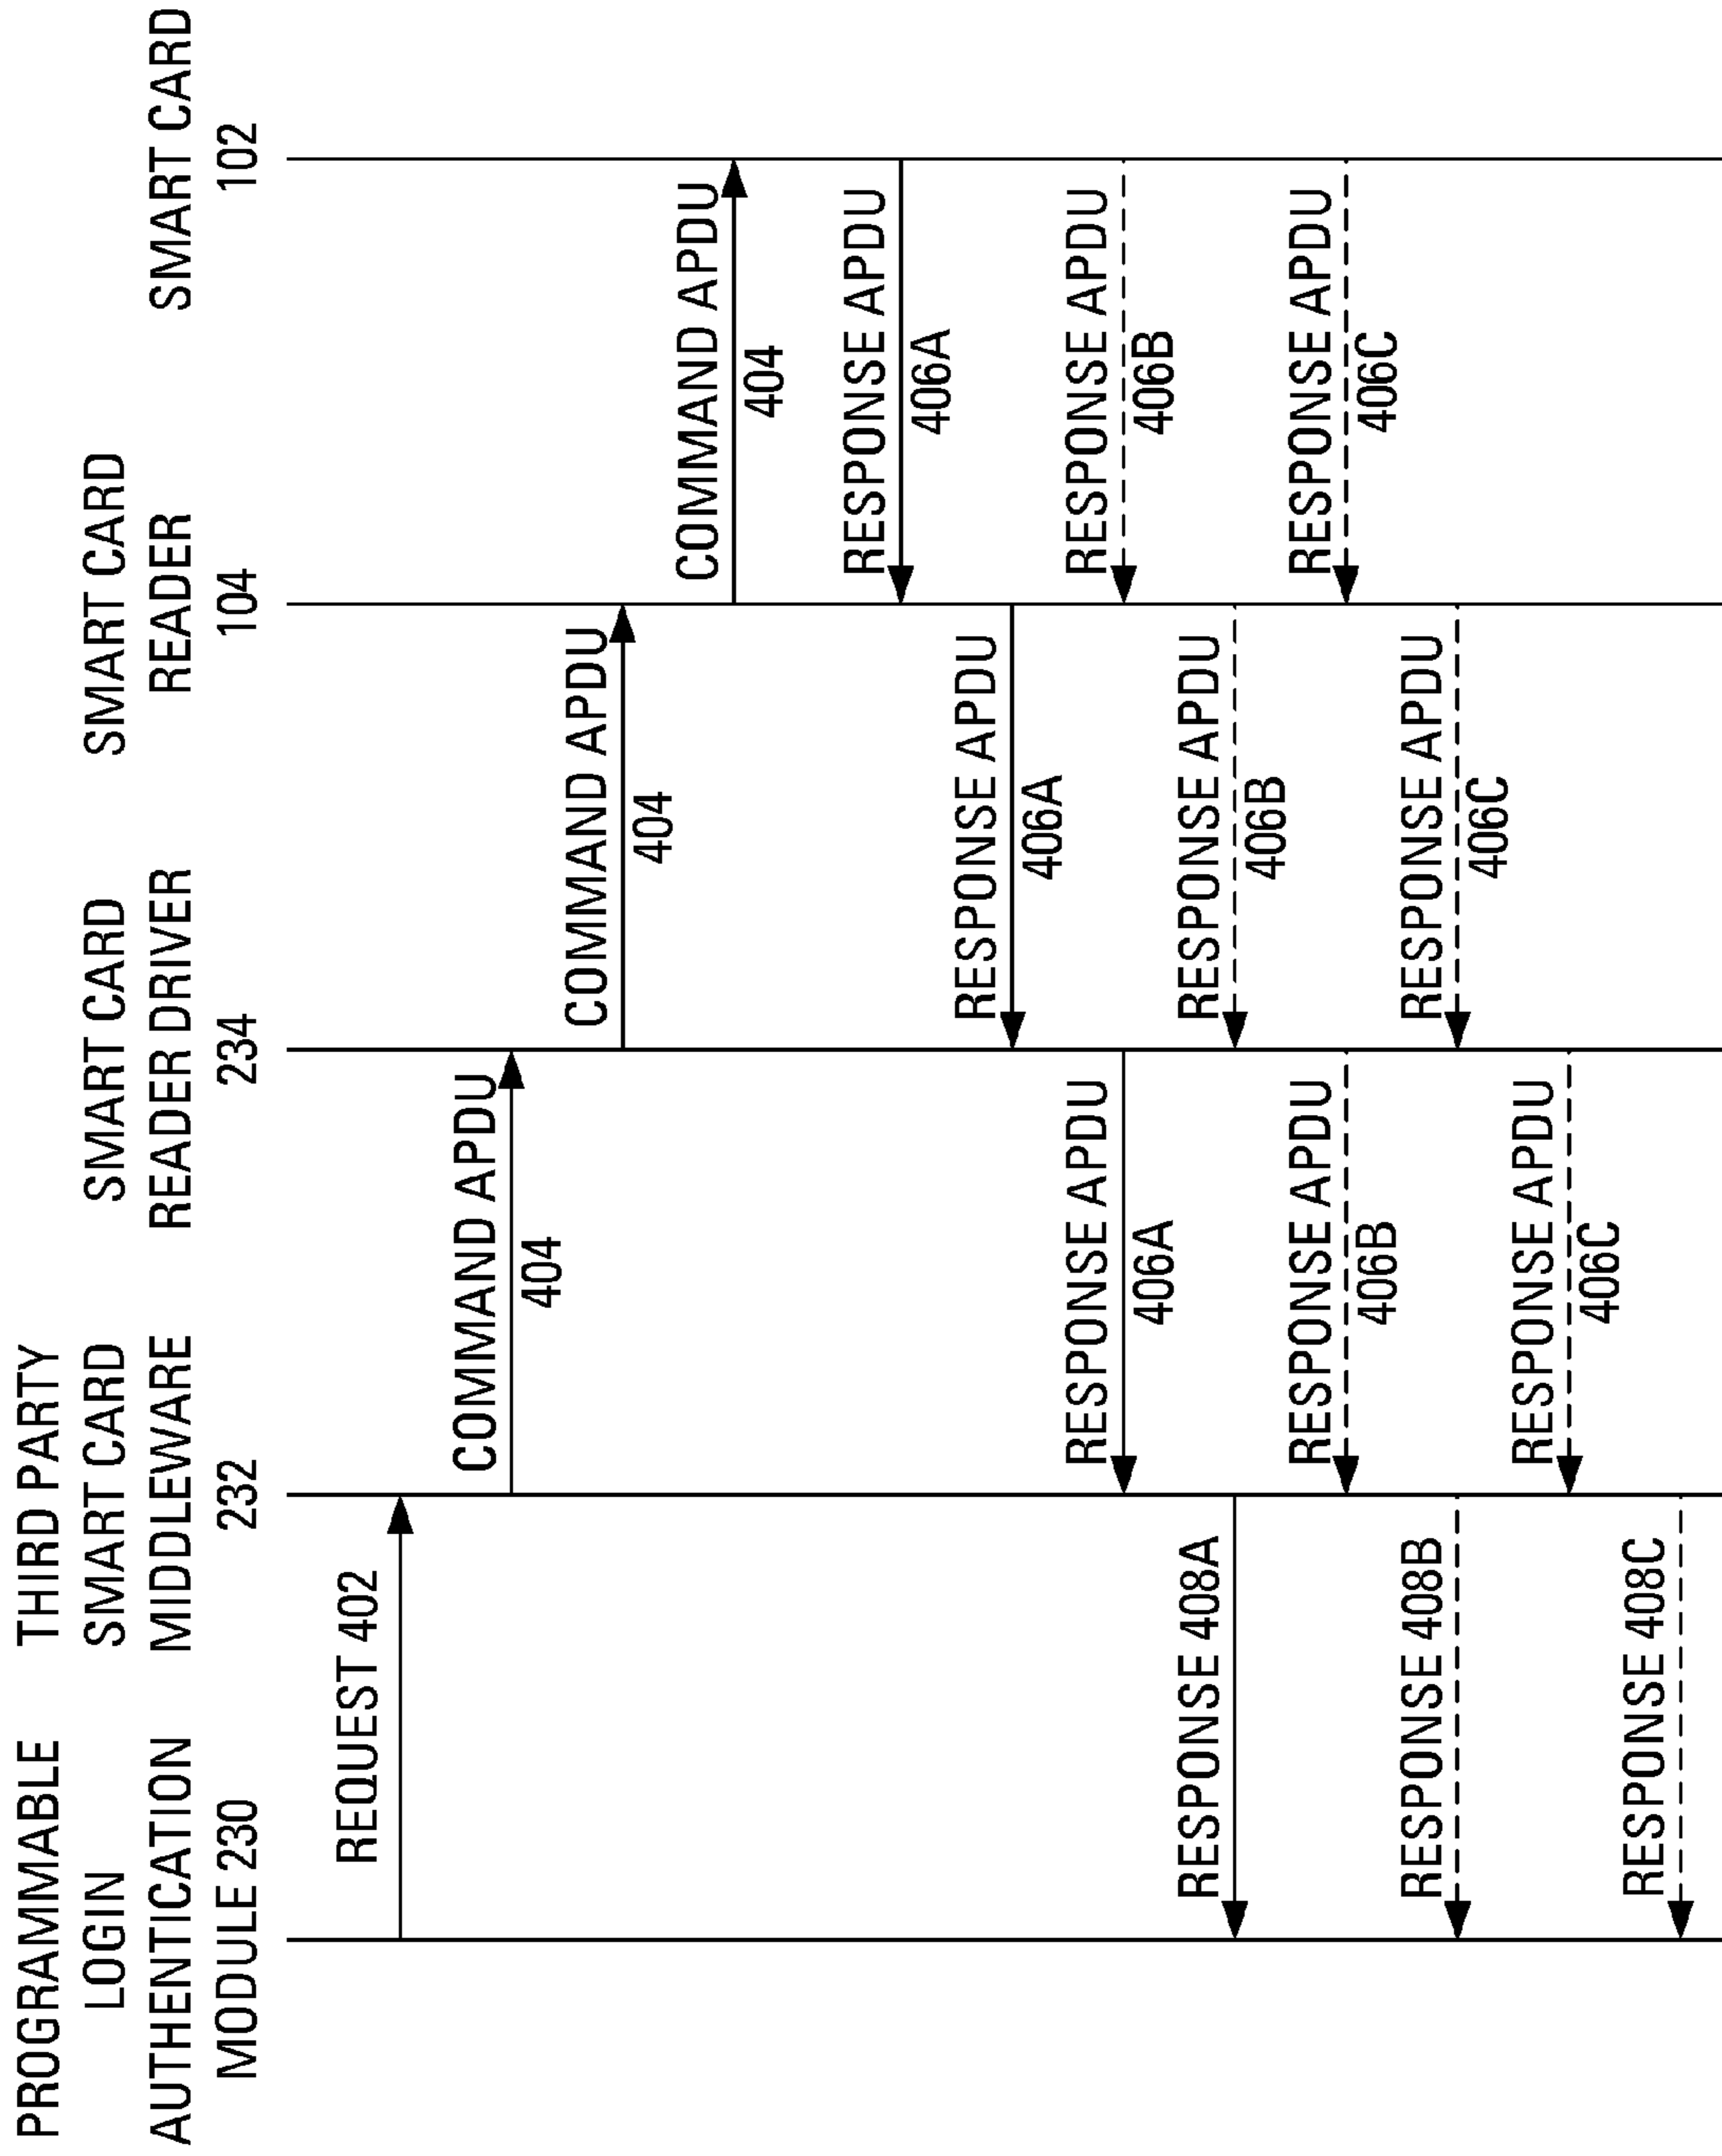 PROGRAMMABLE
LOGIN
AUTHENTICATION
MODULE 230
THIRD PARTY
SMART CARD
MIDDLEWARE
232
SMART CARD
READER DRIVER
234
SMART CARD
READER
104
SMART CARD
102
REQUEST 402
COMMAND APDU
404
COMMAND APDU
404
COMMAND APDU
404
RESPONSE APDU
406A
RESPONSE APDU
406A
RESPONSE APDU
406A
RESPONSE APDU
406B
RESPONSE 408A
RESPONSE APDU
406B
RESPONSE APDU
406B
RESPONSE APDU
406C
RESPONSE 408B
RESPONSE APDU
406C
RESPONSE APDU
406C
RESPONSE 408C